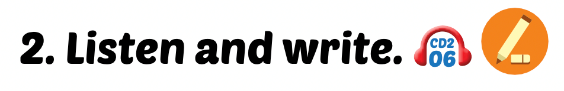 2. Listen and write. CD2
06